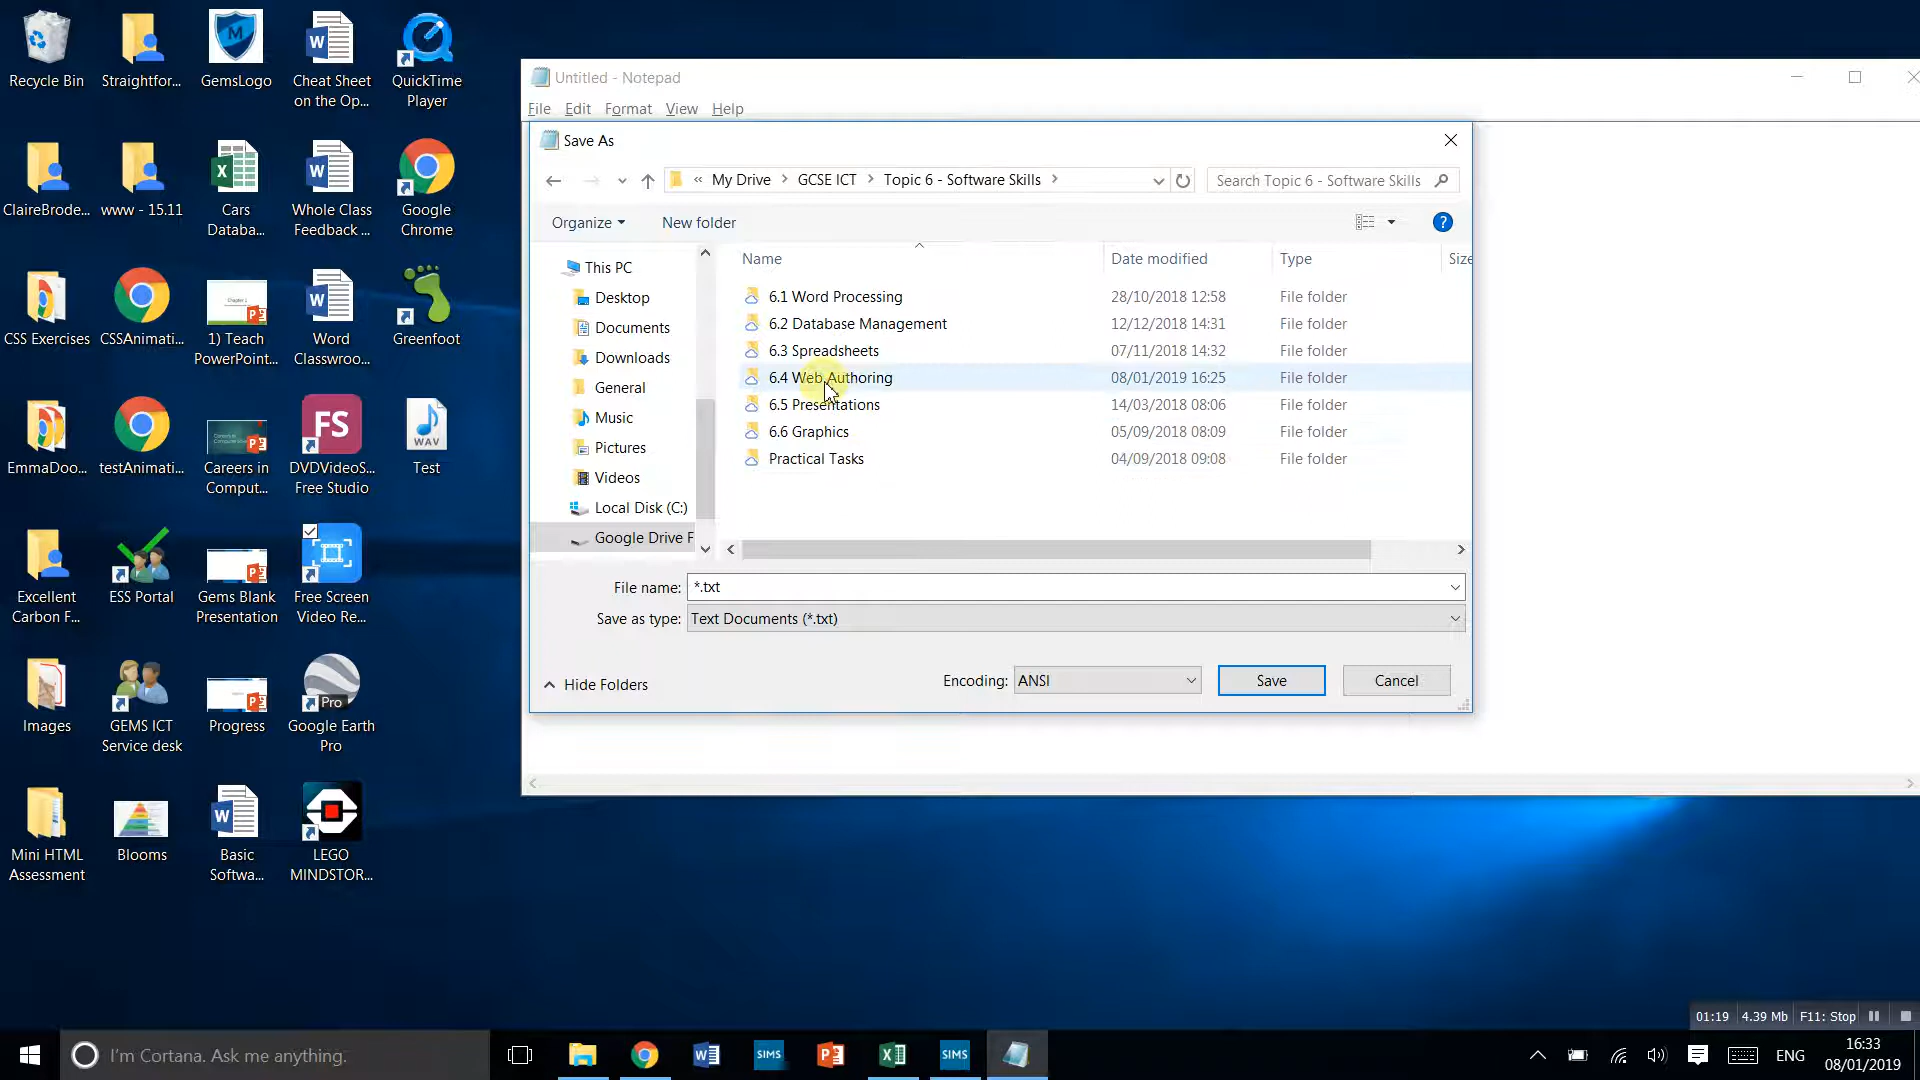 Recycle Bin
Straightfor...
GemsLogo
Cheat Sheet
on the Op...
QuickTime
Player
ClaireBrode...
www - 15.11
Cars
Databa...
Whole Class
Feedback ...
Google
Chrome
CSS Exercises
CSSAnimati...
1) Teach
PowerPoint...
Word
Classwroo...
Greenfoot
EmmaDoo...
testAnimati...
Careers in
Comput...
DVDVideoS...
Free Studio
WAV
Test
Excellent
Carbon F...
ESS Portal
Gems Blank
Presentation
Free Screen
Video Re...
Images
GEMS ICT
Service desk
Progress
Pro
Google Earth
Pro
Mini HTML
Assessment
Blooms
Basic
Softwa...
LEGO
MINDSTOR...
Untitled - Notepad
File Edit Format View Help
Save As
« My Drive > GCSE ICT > Topic 6 - Software Skills >
Search Topic 6 - Software Skills
Organize New folder
This PC
Desktop
Documents
Downloads
General
Music
Pictures
Videos
Local Disk (C:)
Google Drive F
Name Date modified Type Size
6.1 Word Processing 28/10/2018 12:58 File folder
6.2 Database Management 12/12/2018 14:31 File folder
6.3 Spreadsheets 07/11/2018 14:32 File folder
6.4 Web Authoring 08/01/2019 16:25 File folder
6.5 Presentations 14/03/2018 08:06 File folder
6.6 Graphics 05/09/2018 08:09 File folder
Practical Tasks 04/09/2018 09:08 File folder
File name: *.txt
Save as type: Text Documents (*.txt)
Hide Folders
Encoding: ANSI
Save Cancel
01:19 4.39 Mb F11: Stop
I'm Cortana. Ask me anything.
SIMS
SIMS
ENG
16:33
08/01/2019